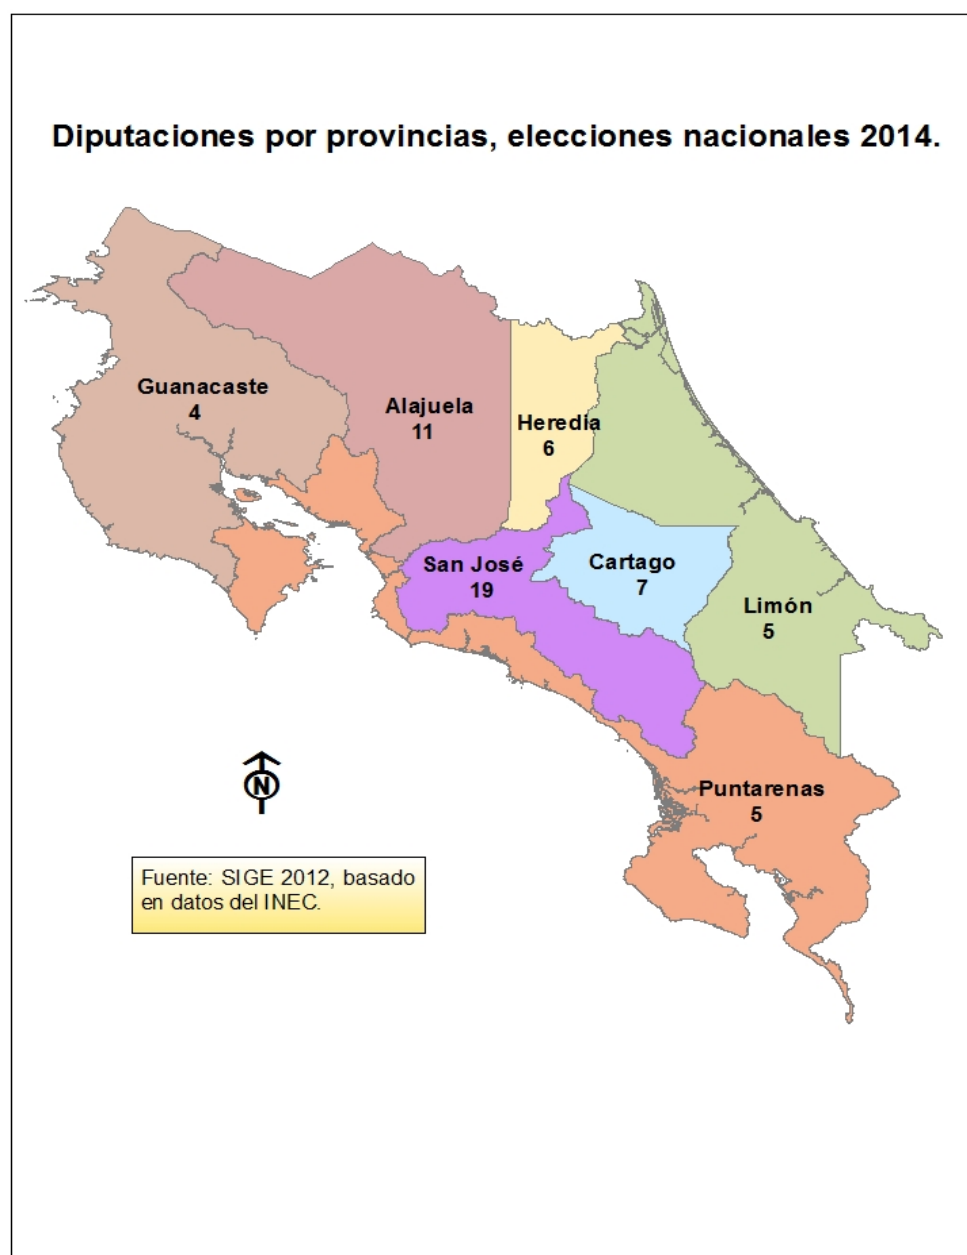 Diputaciones por provincias, elecciones nacionales 2014.
Guanacaste
4
Alajuela
11
Heredia
6
San José
19
Cartago
7
Limón
5
Puntarenas
5
N
Fuente: SIGE 2012, basado
en datos del INEC.